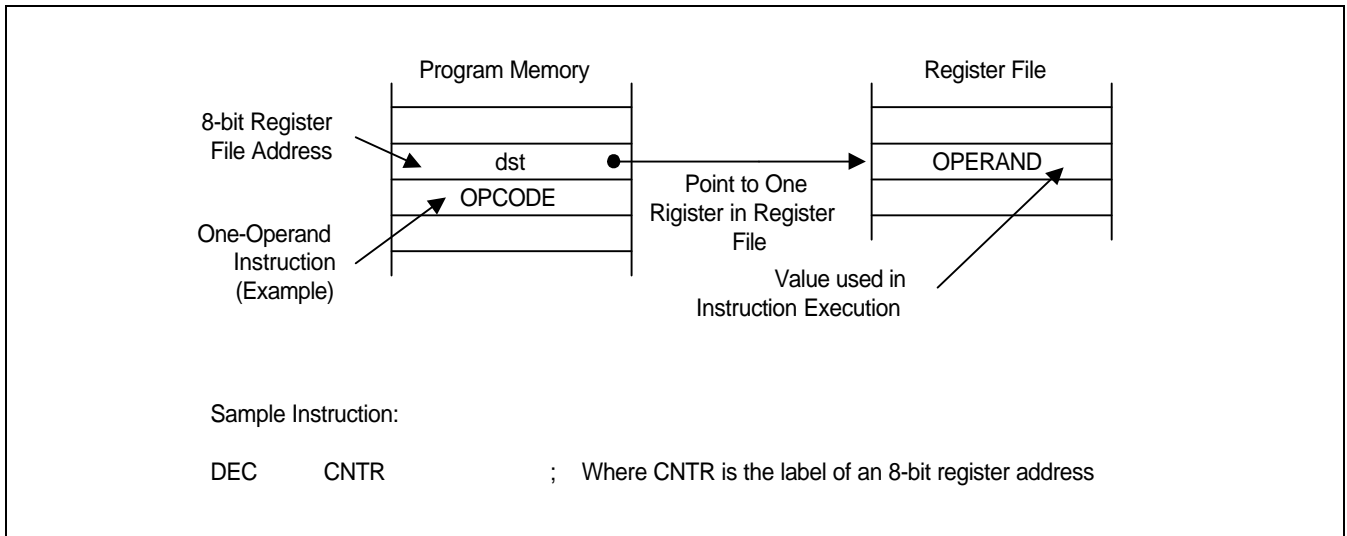 Program Memory
Register File
8-bit Register
File Address
dst
OPERAND
OPCODE
Point to One
Rigister in Register
File
One-Operand
Instruction
(Example)
Value used in
Instruction Execution
Sample Instruction:
DEC CNTR ; Where CNTR is the label of an 8-bit register address